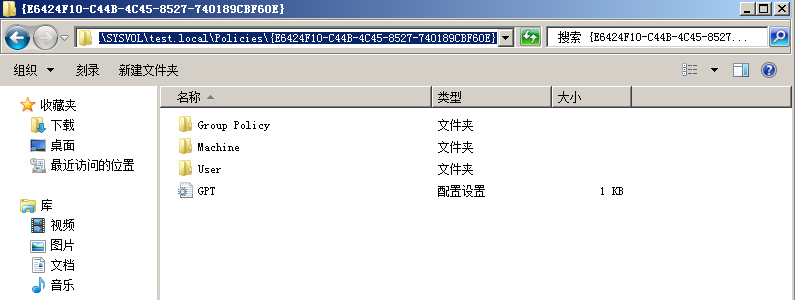 {E6424F10-C44B-4C45-8527-740189CBF60E}
\SYSVOL\test.local\Policies\{E6424F10-C44B-4C45-8527-740189CBF60E}
搜索 {E6424F10-C44B-4C45-8527...
组织 刻录 新建文件夹
名称 类型 大小
收藏夹
下载
桌面
最近访问的位置
库
视频
图片
文档
音乐
Group Policy 文件夹
Machine 文件夹
User 文件夹
GPT 配置设置 1 KB